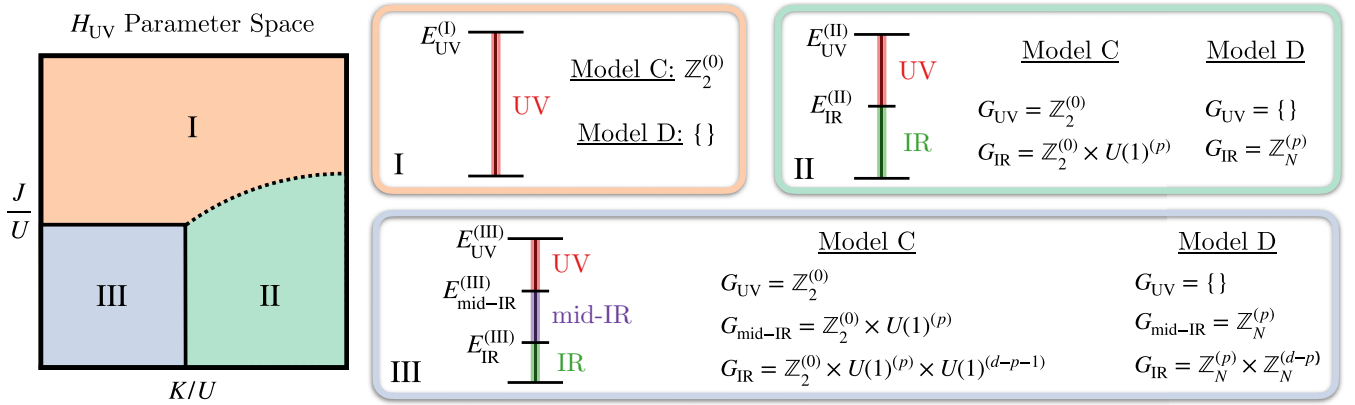 H_UV Parameter Space
I
J/U
III
II
K/U
E_UV^(I)
UV
Model C: ℤ_2^(0)
Model D: {}
I
E_UV^(II)
UV
E_IR^(II)
IR
II
Model C
G_UV = ℤ_2^(0)
G_IR = ℤ_2^(0) × U(1)^(p)
Model D
G_UV = {}
G_IR = ℤ_N^(p)
E_UV^(III)
UV
E_mid−IR^(III)
mid-IR
E_IR^(III)
IR
III
Model C
G_UV = ℤ_2^(0)
G_mid−IR = ℤ_2^(0) × U(1)^(p)
G_IR = ℤ_2^(0) × U(1)^(p) × U(1)^(d−p−1)
Model D
G_UV = {}
G_mid−IR = ℤ_N^(p)
G_IR = ℤ_N^(p) × ℤ_N^(d−p)